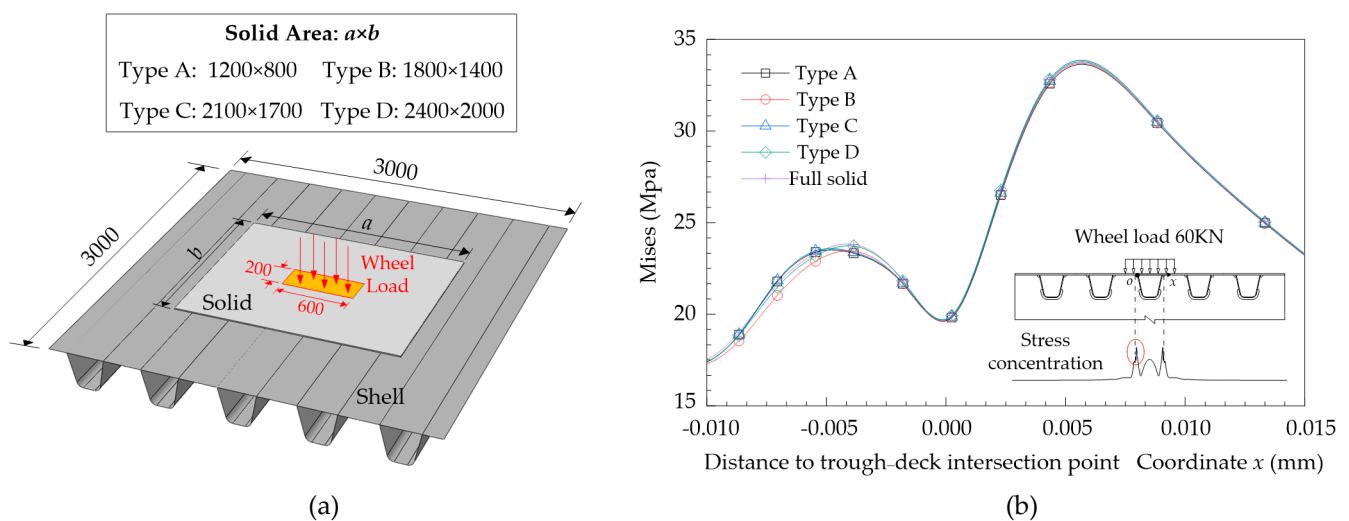 Solid Area: a×b
Type A: 1200×800 Type B: 1800×1400
Type C: 2100×1700 Type D: 2400×2000
3000
3000
a
b
Wheel
Load
200
600
Solid
Shell
(a)
35
30
25
20
15
Mises (Mpa)
Type A
Type B
Type C
Type D
Full solid
Wheel load 60KN
o x
Stress
concentration
-0.010 -0.005 0.000 0.005 0.010 0.015
Distance to trough–deck intersection point Coordinate x (mm)
(b)